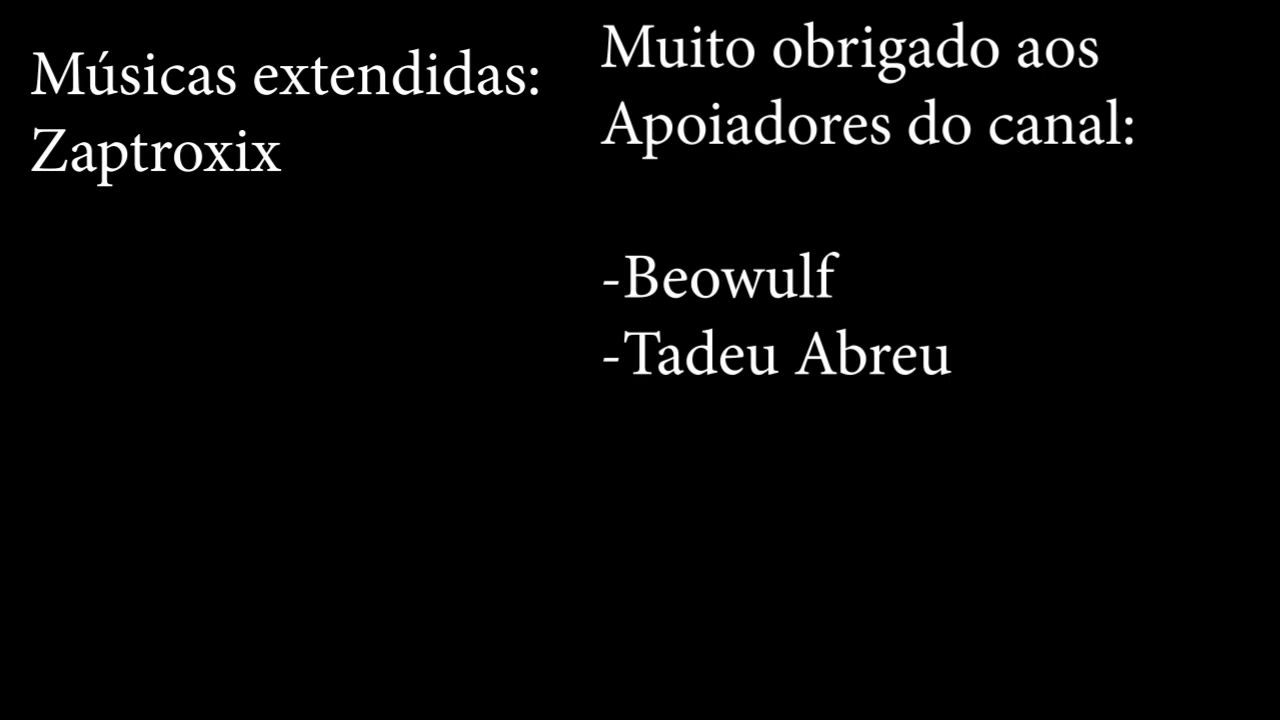 Músicas extendidas:
Zaptroxix
Muito obrigado aos
Apoiadores do canal:
-Beowulf
-Tadeu Abreu